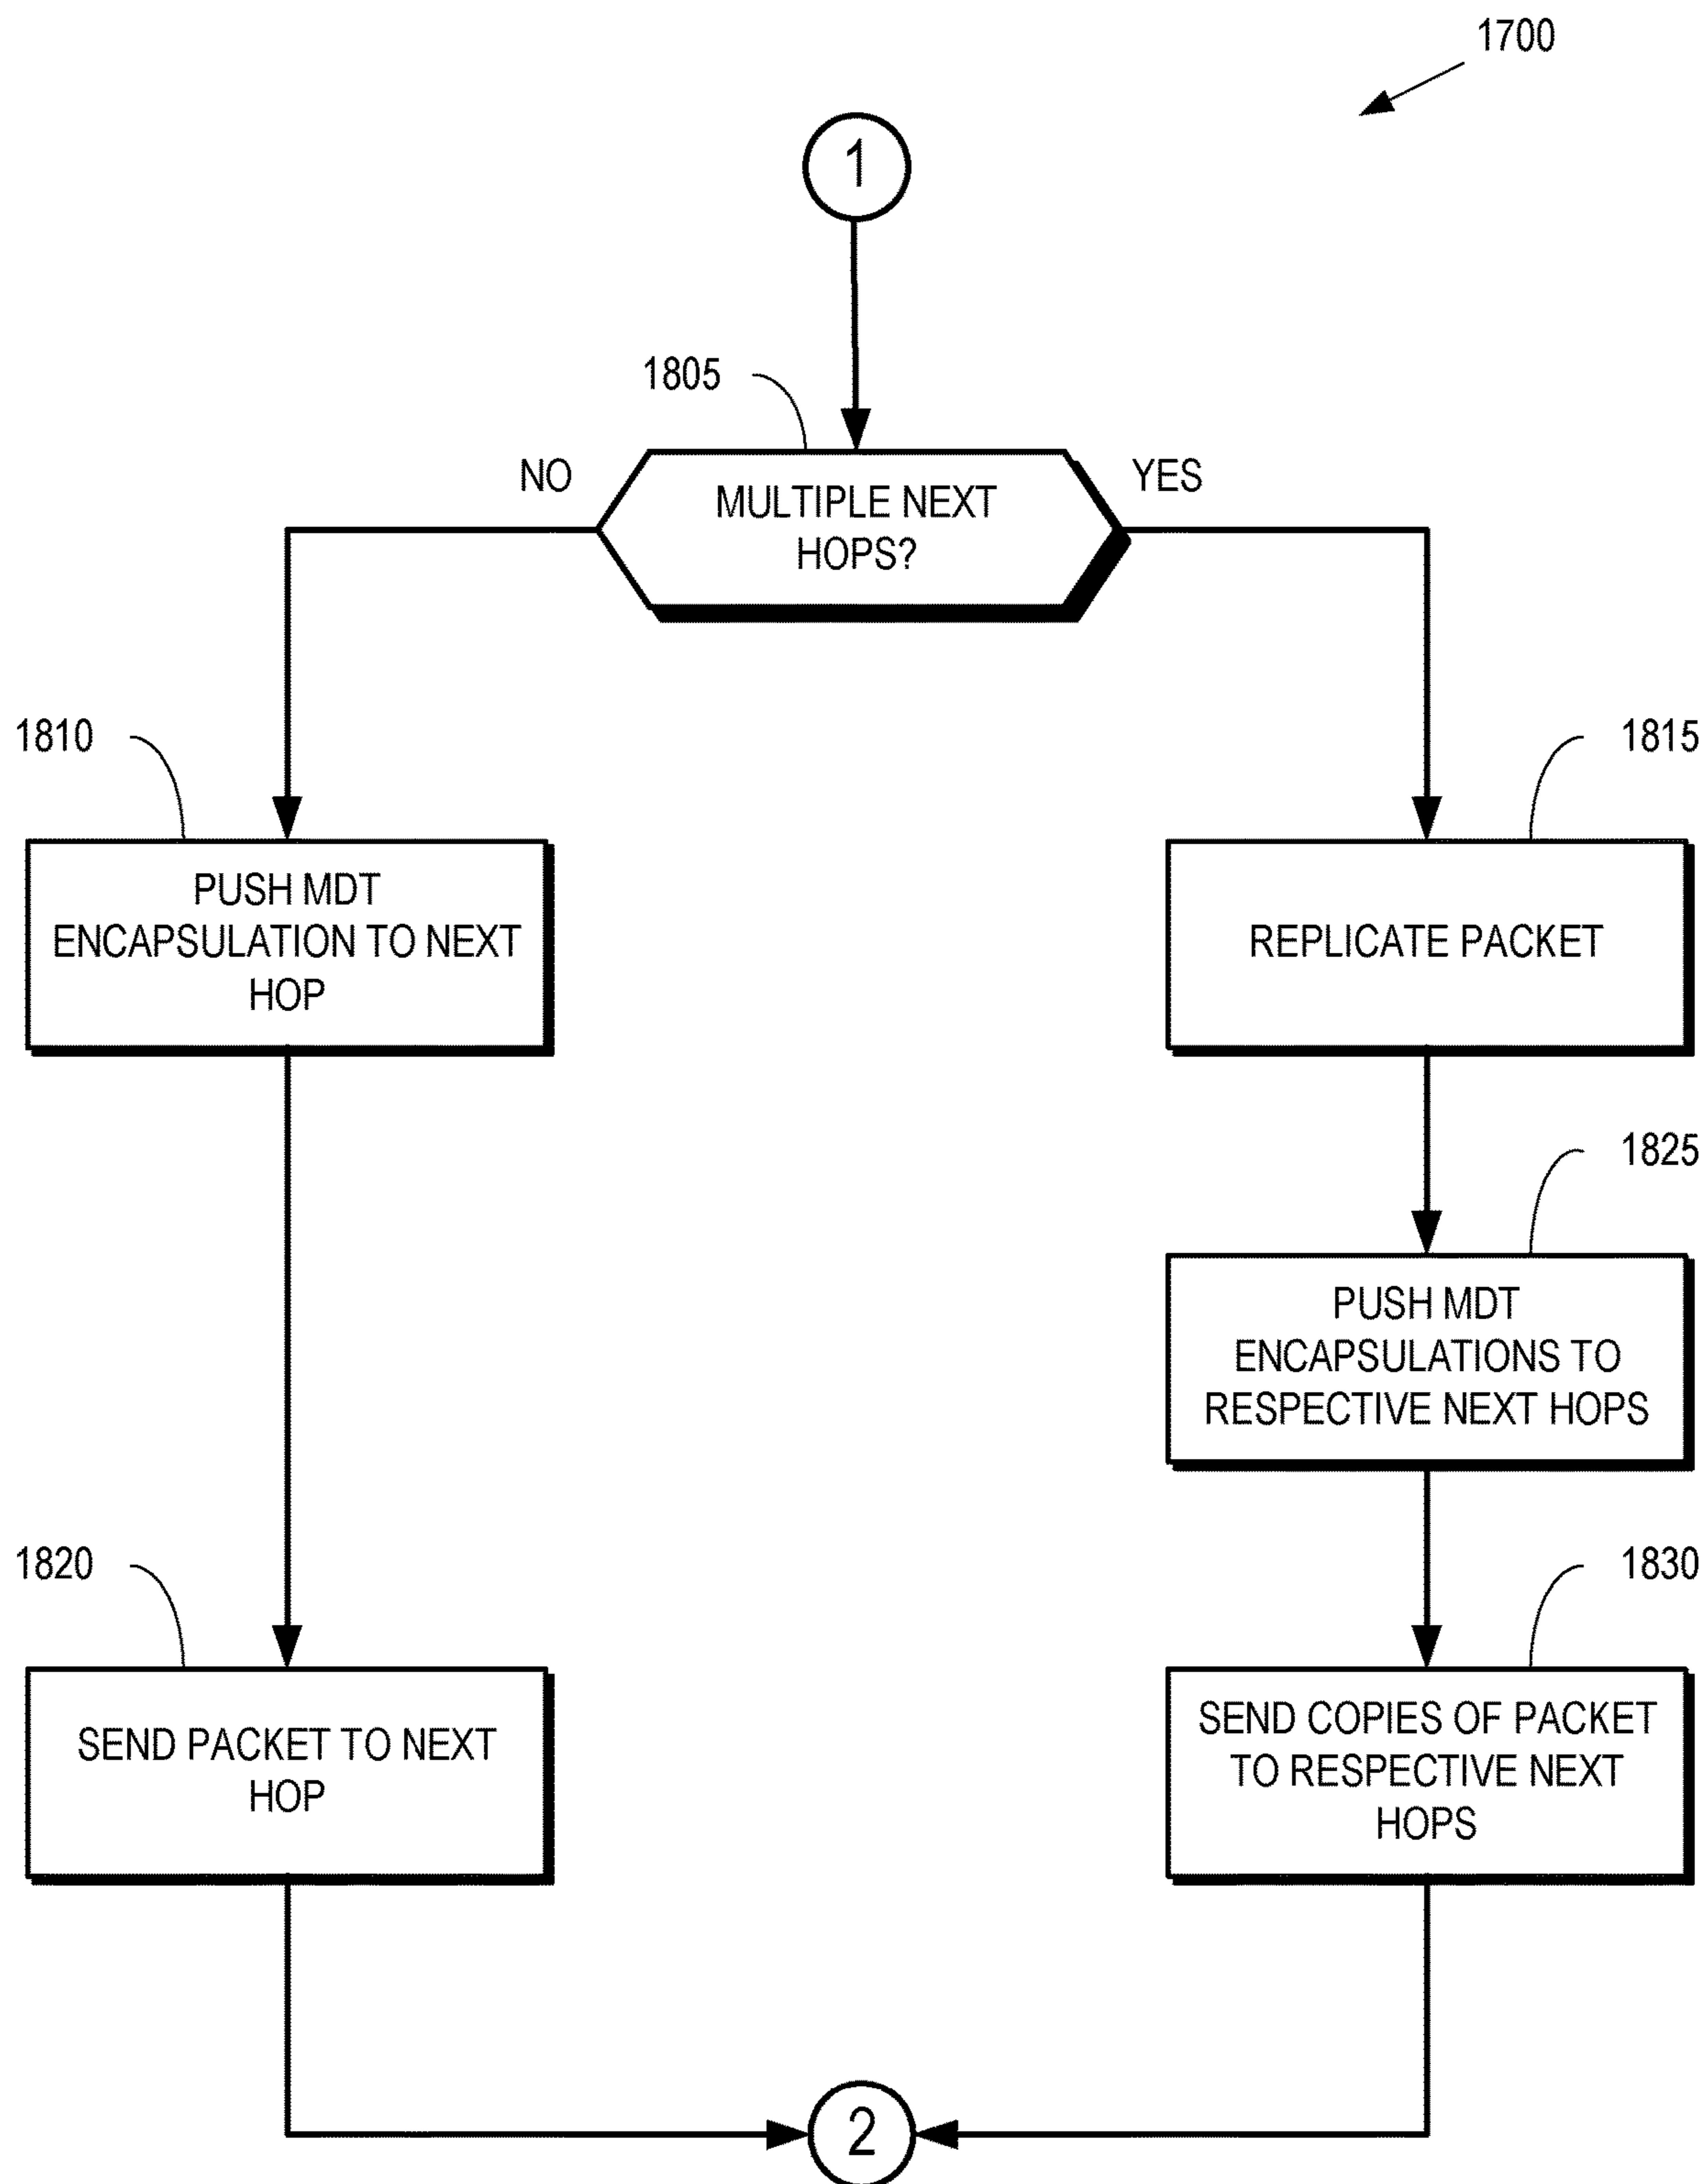 1700
1
1805
NO
YES
MULTIPLE NEXT
HOPS?
1810
1815
PUSH MDT
ENCAPSULATION TO NEXT
HOP
REPLICATE PACKET
1825
PUSH MDT
ENCAPSULATIONS TO
RESPECTIVE NEXT HOPS
1820
1830
SEND PACKET TO NEXT
HOP
SEND COPIES OF PACKET
TO RESPECTIVE NEXT
HOPS
2